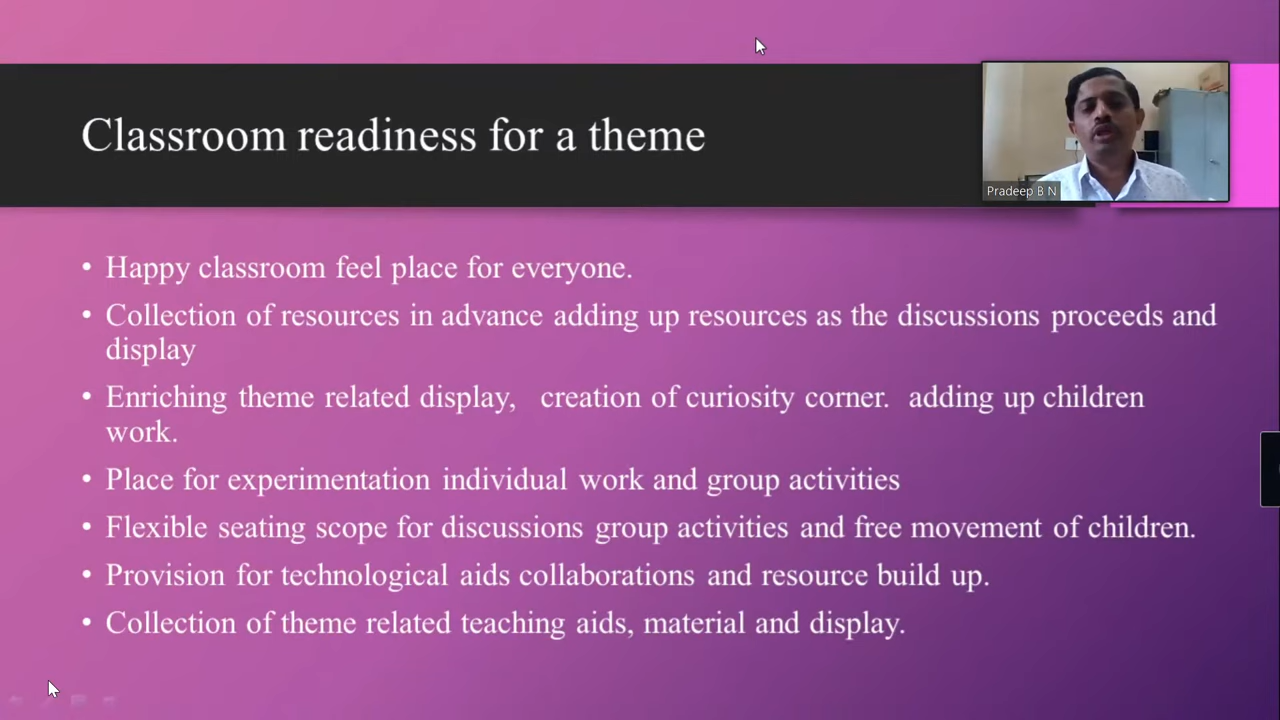 Classroom readiness for a theme
Pradeep B N
• Happy classroom feel place for everyone.
• Collection of resources in advance adding up resources as the discussions proceeds and
display
• Enriching theme related display,  creation of curiosity corner.  adding up children
work.
• Place for experimentation individual work and group activities
• Flexible seating scope for discussions group activities and free movement of children.
• Provision for technological aids collaborations and resource build up.
• Collection of theme related teaching aids, material and display.